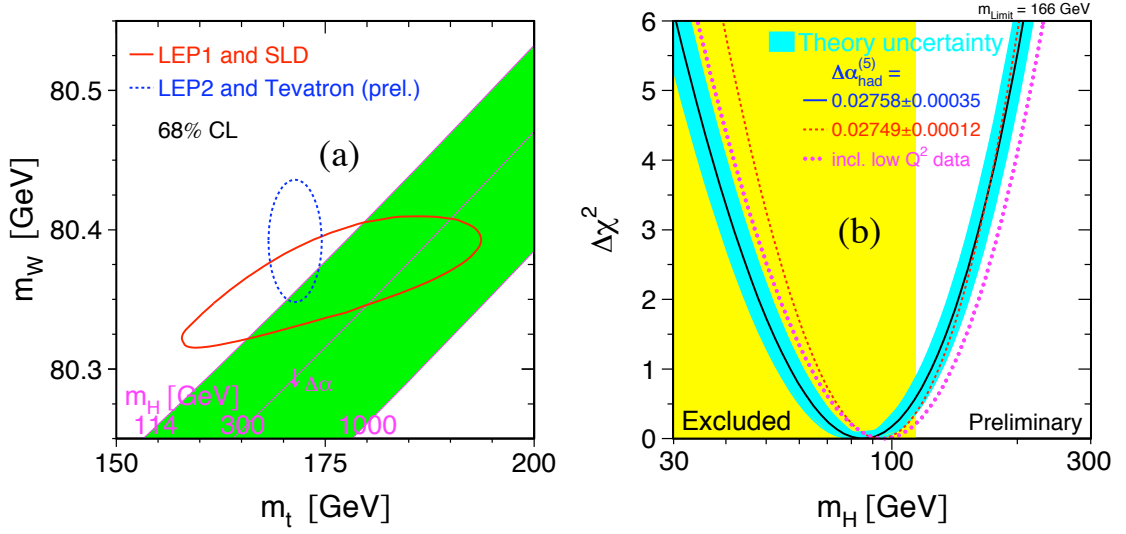 LEP1 and SLD
LEP2 and Tevatron (prel.)
68% CL
(a)
m_W [GeV]
80.5
80.4
80.3
Δα
m_H [GeV]
114 300 1000
150 175 200
m_t [GeV]
m_Limit = 166 GeV
Theory uncertainty
Δα_had^(5) =
0.02758±0.00035
0.02749±0.00012
incl. low Q² data
(b)
Δχ²
6
5
4
3
2
1
0
Excluded
Preliminary
30 100 300
m_H [GeV]